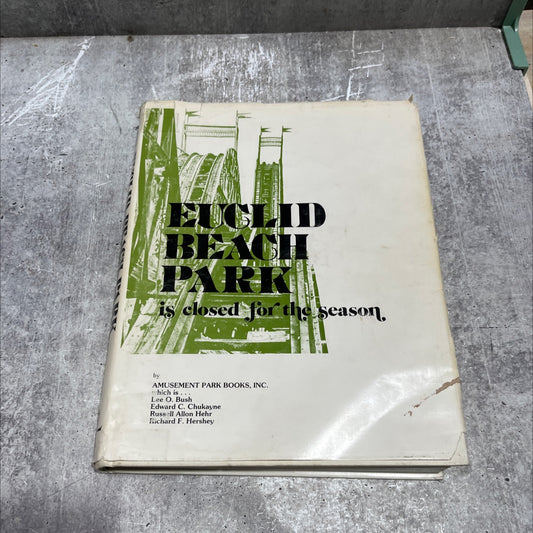 EUCLID
BEACH
PARK
is closed for the season.
by
AMUSEMENT PARK BOOKS, INC.
which is . . .
Lee O. Bush
Edward C. Chukayne
Russell Allon Hehr
Richard F. Hershey